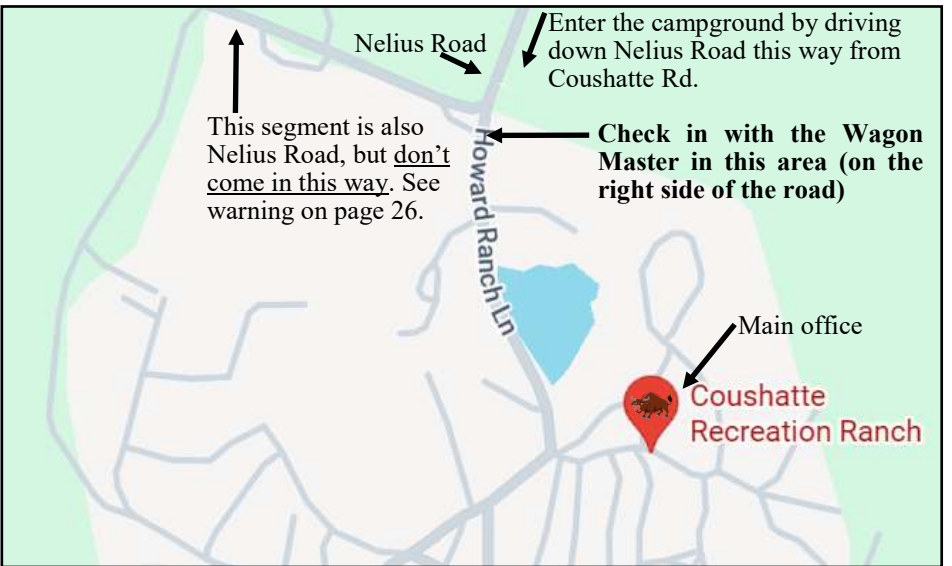 Nelius Road
Enter the campground by driving
down Nelius Road this way from
Coushatte Rd.
This segment is also
Nelius Road, but don’t
come in this way. See
warning on page 26.
Check in with the Wagon
Master in this area (on the
right side of the road)
Howard Ranch Ln
Main office
Coushatte
Recreation Ranch